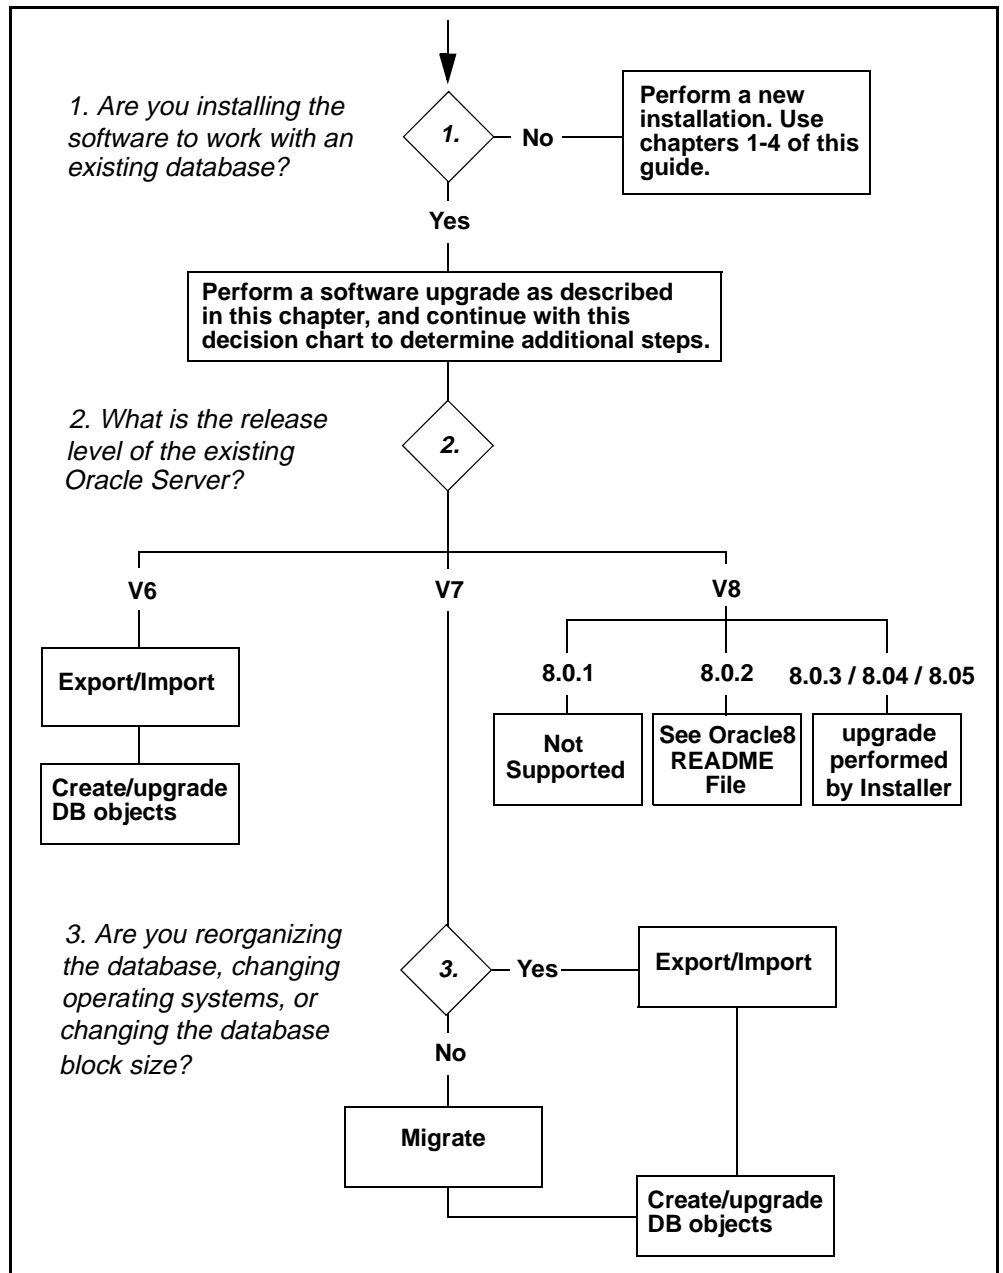 1. Are you installing the
software to work with an
existing database?
1.
No
Perform a new
installation. Use
chapters 1-4 of this
guide.
Yes
Perform a software upgrade as described
in this chapter, and continue with this
decision chart to determine additional steps.
2. What is the release
level of the existing
Oracle Server?
2.
V6
V7
V8
Export/Import
Create/upgrade
DB objects
8.0.1
8.0.2
8.0.3 / 8.04 / 8.05
Not
Supported
See Oracle8
README
File
upgrade
performed
by Installer
3. Are you reorganizing
the database, changing
operating systems, or
changing the database
block size?
3.
Yes
Export/Import
No
Migrate
Create/upgrade
DB objects